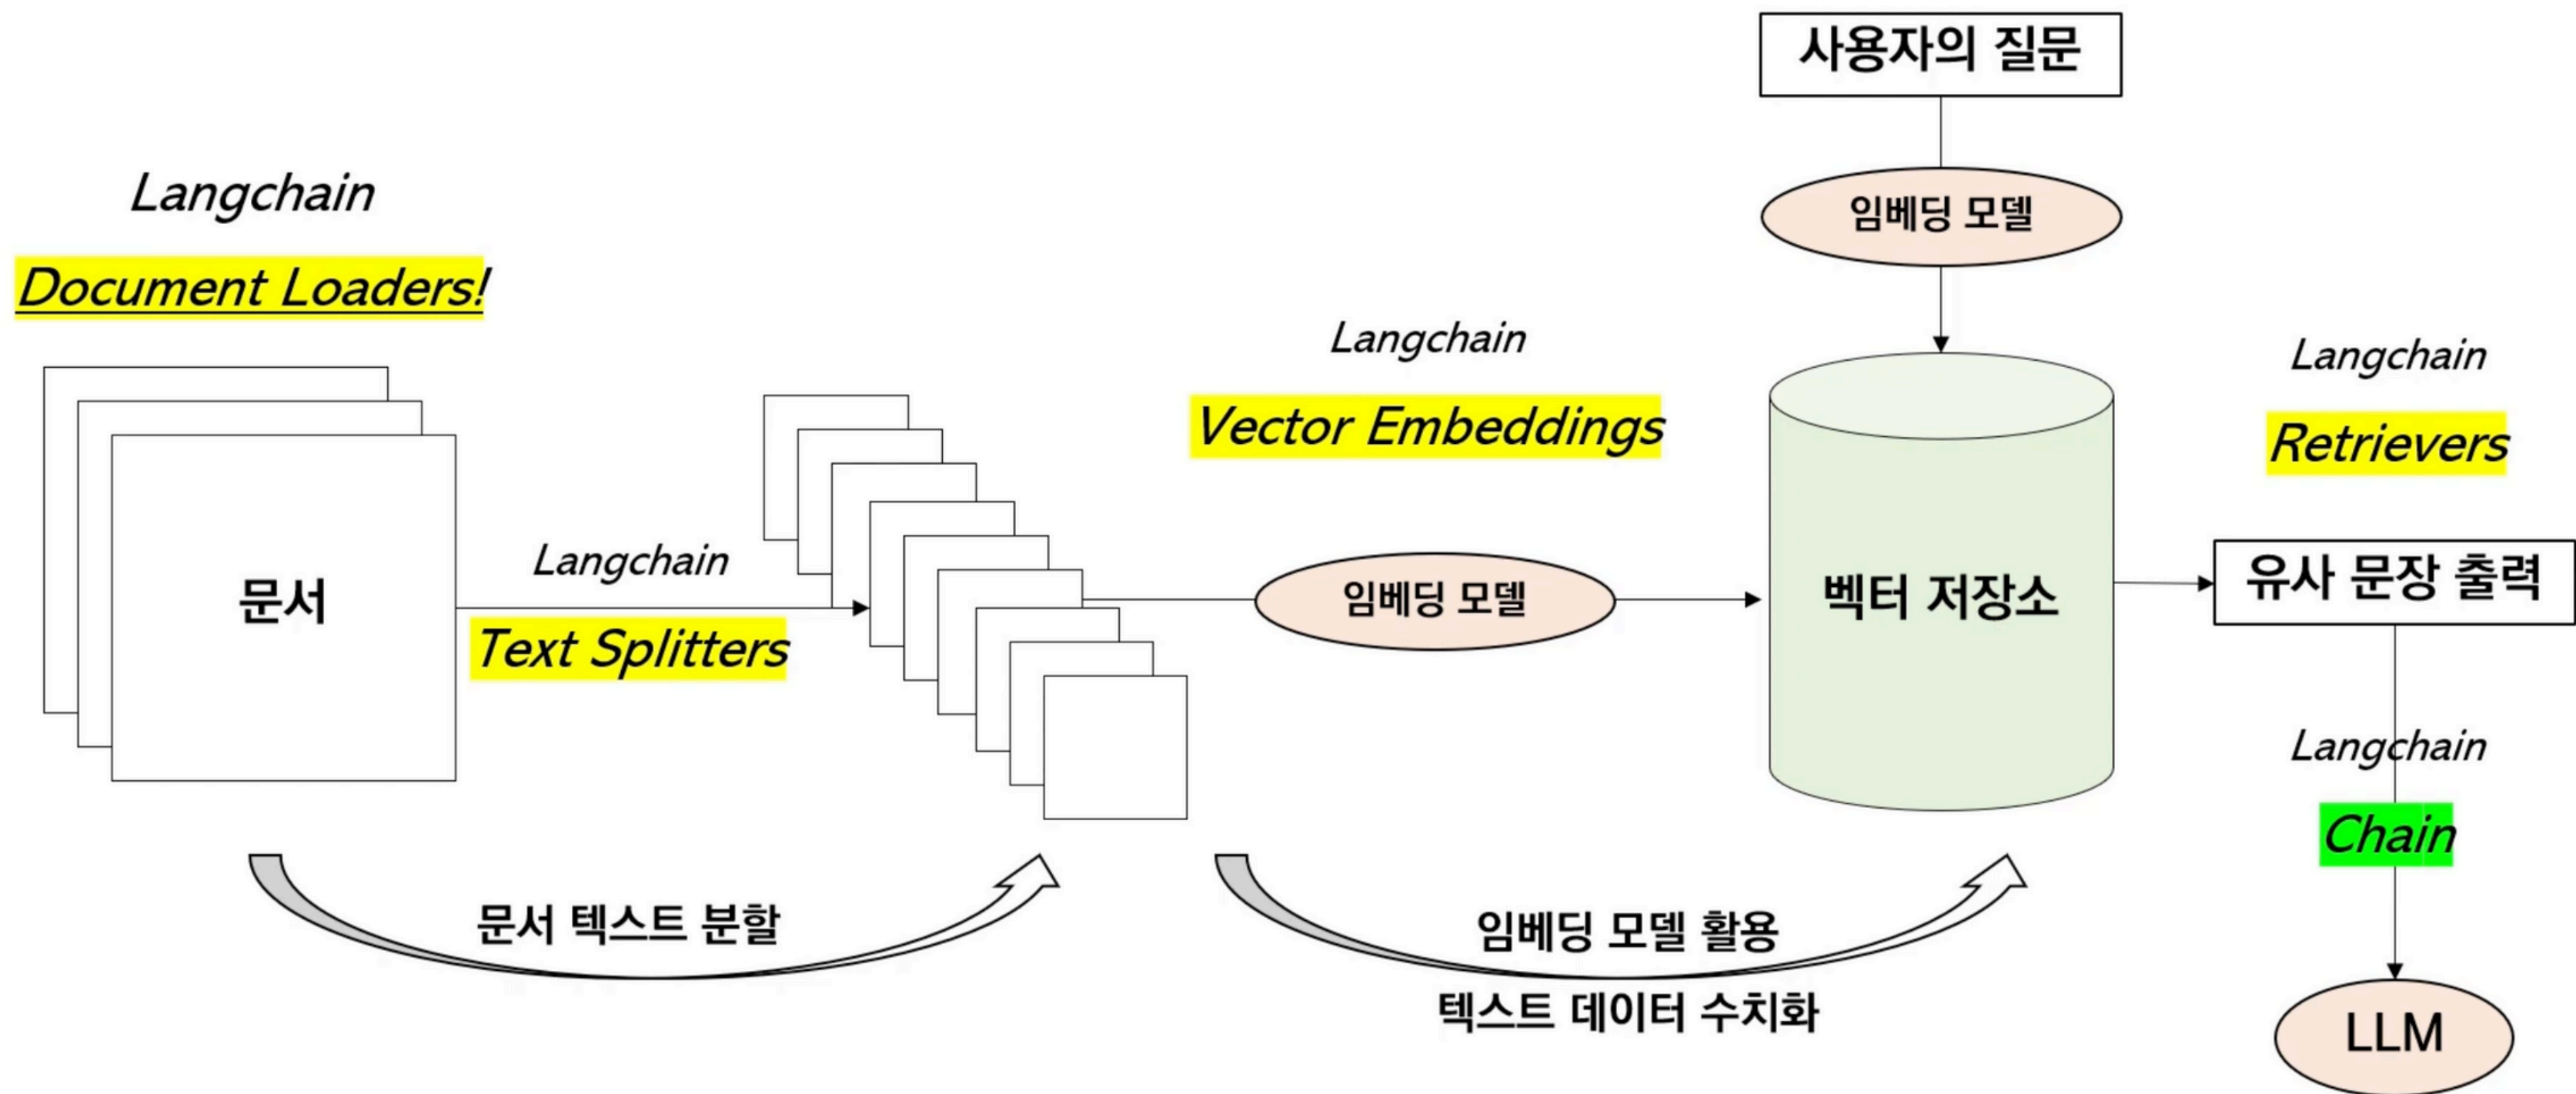 사용자의 질문
임베딩 모델
Langchain
Document Loaders!
문서
Langchain
Text Splitters
문서 텍스트 분할
Langchain
Vector Embeddings
임베딩 모델
임베딩 모델 활용
텍스트 데이터 수치화
벡터 저장소
Langchain
Retrievers
유사 문장 출력
Langchain
Chain
LLM